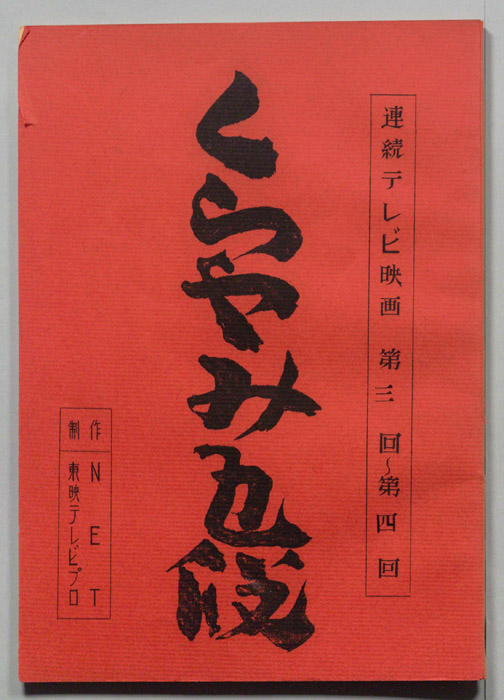 連続テレビ映画 第三回～第四回
くらやみ五段
制作
NET
東映テレビプロ